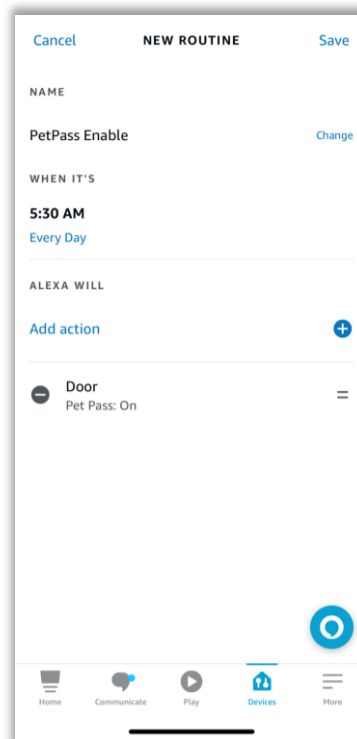 Cancel NEW ROUTINE Save
NAME
PetPass Enable Change
WHEN IT'S
5:30 AM
Every Day
ALEXA WILL
Add action
Door
Pet Pass: On
Home Communicate Play Devices More